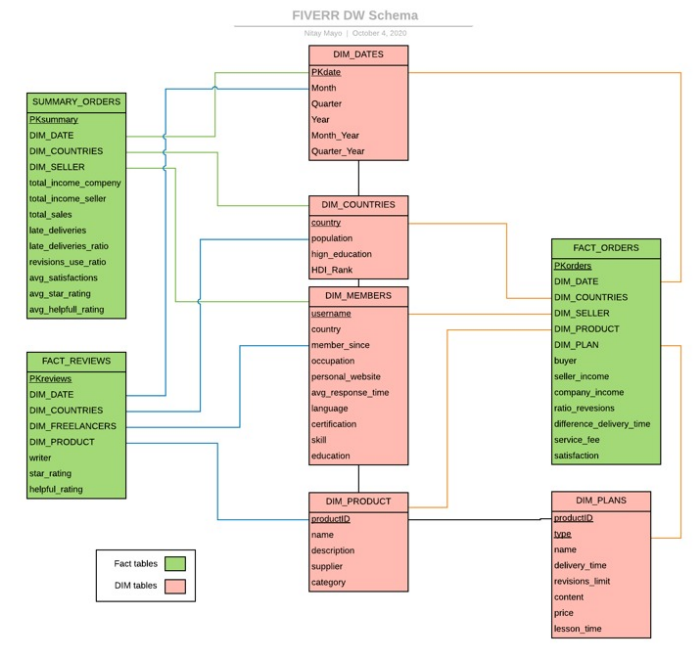 FIVERR DW Schema
Nitay Mayo | October 4, 2020
DIM_DATES
PKdate
Month
Quarter
Year
Month_Year
Quarter_Year
SUMMARY_ORDERS
PKsummary
DIM_DATE
DIM_COUNTRIES
DIM_SELLER
total_income_compeny
total_income_seller
total_sales
late_deliveries
late_deliveries_ratio
revisions_use_ratio
avg_satisfactions
avg_star_rating
avg_helpfull_rating
DIM_COUNTRIES
country
population
hign_education
HDI_Rank
FACT_ORDERS
PKorders
DIM_DATE
DIM_COUNTRIES
DIM_SELLER
DIM_PRODUCT
DIM_PLAN
buyer
seller_income
company_income
ratio_revesions
difference_delivery_time
service_fee
satisfaction
DIM_MEMBERS
username
country
member_since
occupation
personal_website
avg_response_time
language
certification
skill
education
FACT_REVIEWS
PKreviews
DIM_DATE
DIM_COUNTRIES
DIM_FREELANCERS
DIM_PRODUCT
writer
star_rating
helpful_rating
DIM_PRODUCT
productID
name
description
supplier
category
DIM_PLANS
productID
type
name
delivery_time
revisions_limit
content
price
lesson_time
Fact tables
DIM tables